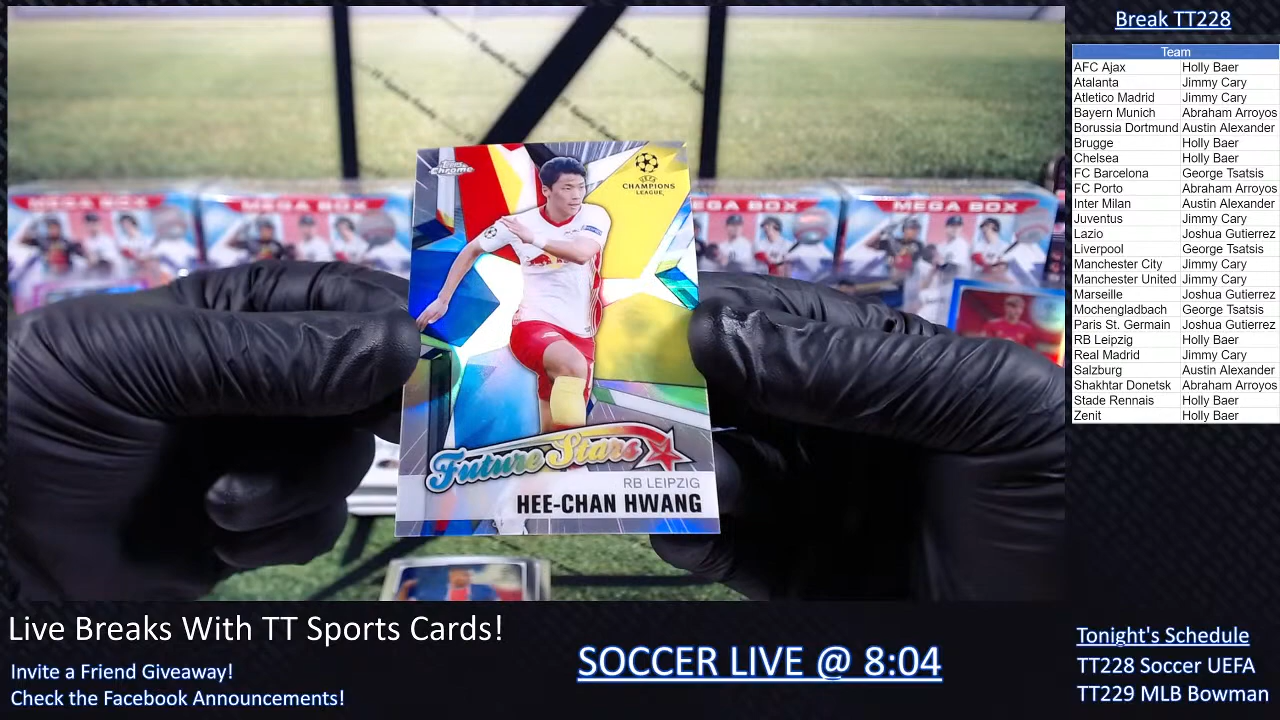 Break TT228
Team
AFC Ajax Holly Baer
Atalanta Jimmy Cary
Atletico Madrid Jimmy Cary
Bayern Munich Abraham Arroyos
Borussia Dortmund Austin Alexander
Brugge Holly Baer
Chelsea Holly Baer
FC Barcelona George Tsatsis
FC Porto Abraham Arroyos
Inter Milan Austin Alexander
Juventus Jimmy Cary
Lazio Joshua Gutierrez
Liverpool George Tsatsis
Manchester City Jimmy Cary
Manchester United Jimmy Cary
Marseille Joshua Gutierrez
Mochengladbach George Tsatsis
Paris St. Germain Joshua Gutierrez
RB Leipzig Holly Baer
Real Madrid Jimmy Cary
Salzburg Austin Alexander
Shakhtar Donetsk Abraham Arroyos
Stade Rennais Holly Baer
Zenit Holly Baer
MEGA BOX
MEGA BOX
MEGA BOX
MEGA BOX
Topps
Chrome
UEFA
CHAMPIONS
LEAGUE
Future Stars
RB LEIPZIG
HEE-CHAN HWANG
Live Breaks With TT Sports Cards!
Invite a Friend Giveaway!
Check the Facebook Announcements!
SOCCER LIVE @ 8:04
Tonight's Schedule
TT228 Soccer UEFA
TT229 MLB Bowman